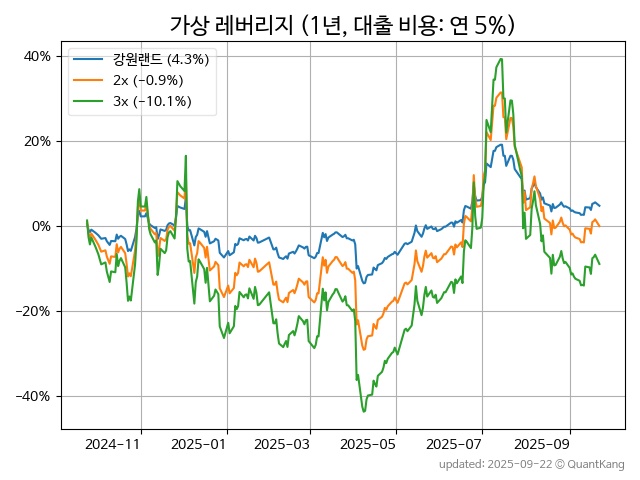 가상 레버리지 (1년, 대출 비용: 연 5%)
강원랜드 (4.3%)
2x (−0.9%)
3x (−10.1%)
40%
20%
0%
−20%
−40%
2024-11 2025-01 2025-03 2025-05 2025-07 2025-09
updated: 2025-09-22 © QuantKang